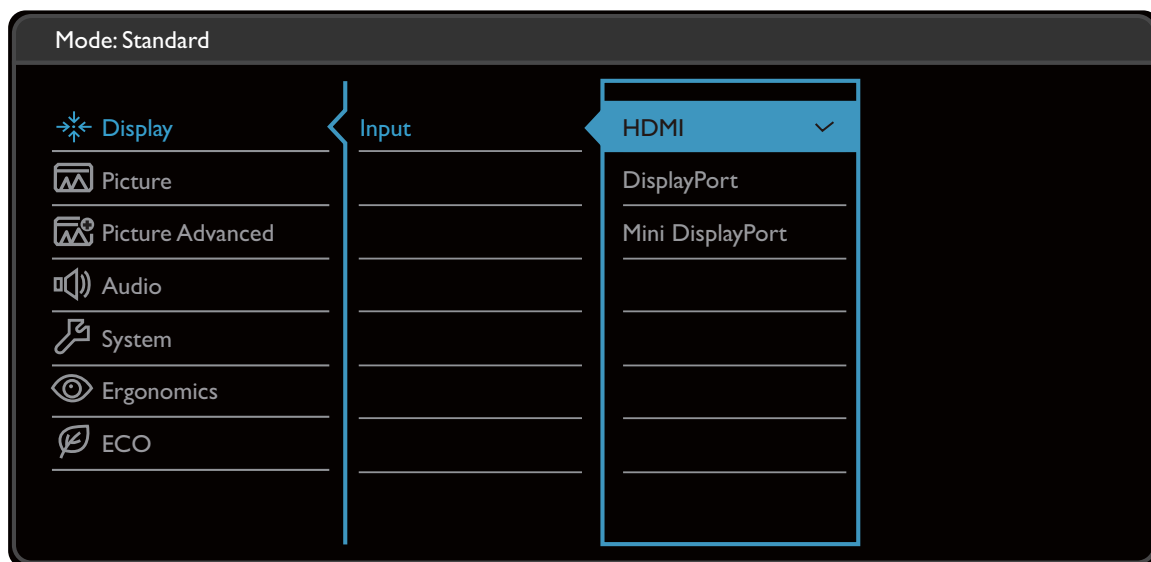 Mode: Standard
Display
Input
HDMI
Picture
DisplayPort
Picture Advanced
Mini DisplayPort
Audio
System
Ergonomics
ECO